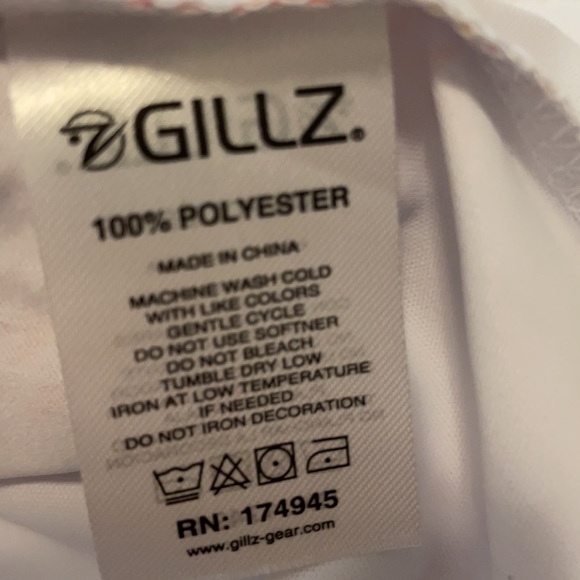 GILLZ.
100% POLYESTER
MADE IN CHINA
MACHINE WASH COLD
WITH LIKE COLORS
GENTLE CYCLE
DO NOT USE SOFTNER
DO NOT BLEACH
TUMBLE DRY LOW
IRON AT LOW TEMPERATURE
IF NEEDED
DO NOT IRON DECORATION
RN: 174945
www.gillz-gear.com